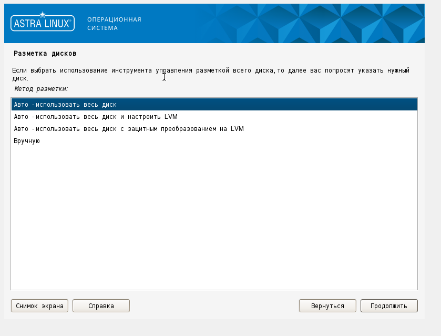 ASTRA LINUX®
ОПЕРАЦИОННАЯ
СИСТЕМА
Разметка дисков
Если выбрать использование инструмента управления разметкой всего диска, то далее вас попросят указать нужный
диск.
Метод разметки:
Авто - использовать весь диск
Авто - использовать весь диск и настроить LVM
Авто - использовать весь диск с защитным преобразованием на LVM
Вручную
Снимок экрана
Справка
Вернуться
Продолжить